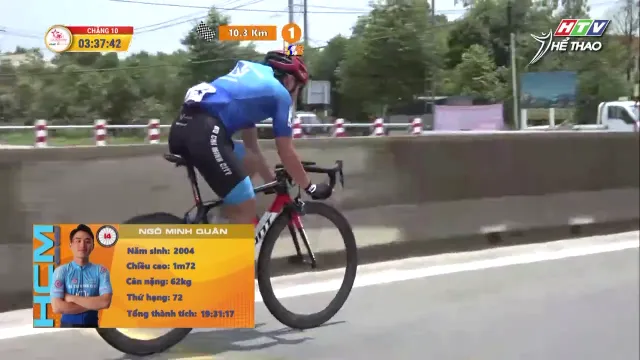 CHẶNG 10
03:37:42
10.3 Km
1
HTV
THỂ THAO
HO CHI MINH CITY
HCM
14
NGÔ MINH QUÂN
Năm sinh: 2004
Chiều cao: 1m72
Cân nặng: 62kg
Thứ hạng: 72
Tổng thành tích: 19:31:17